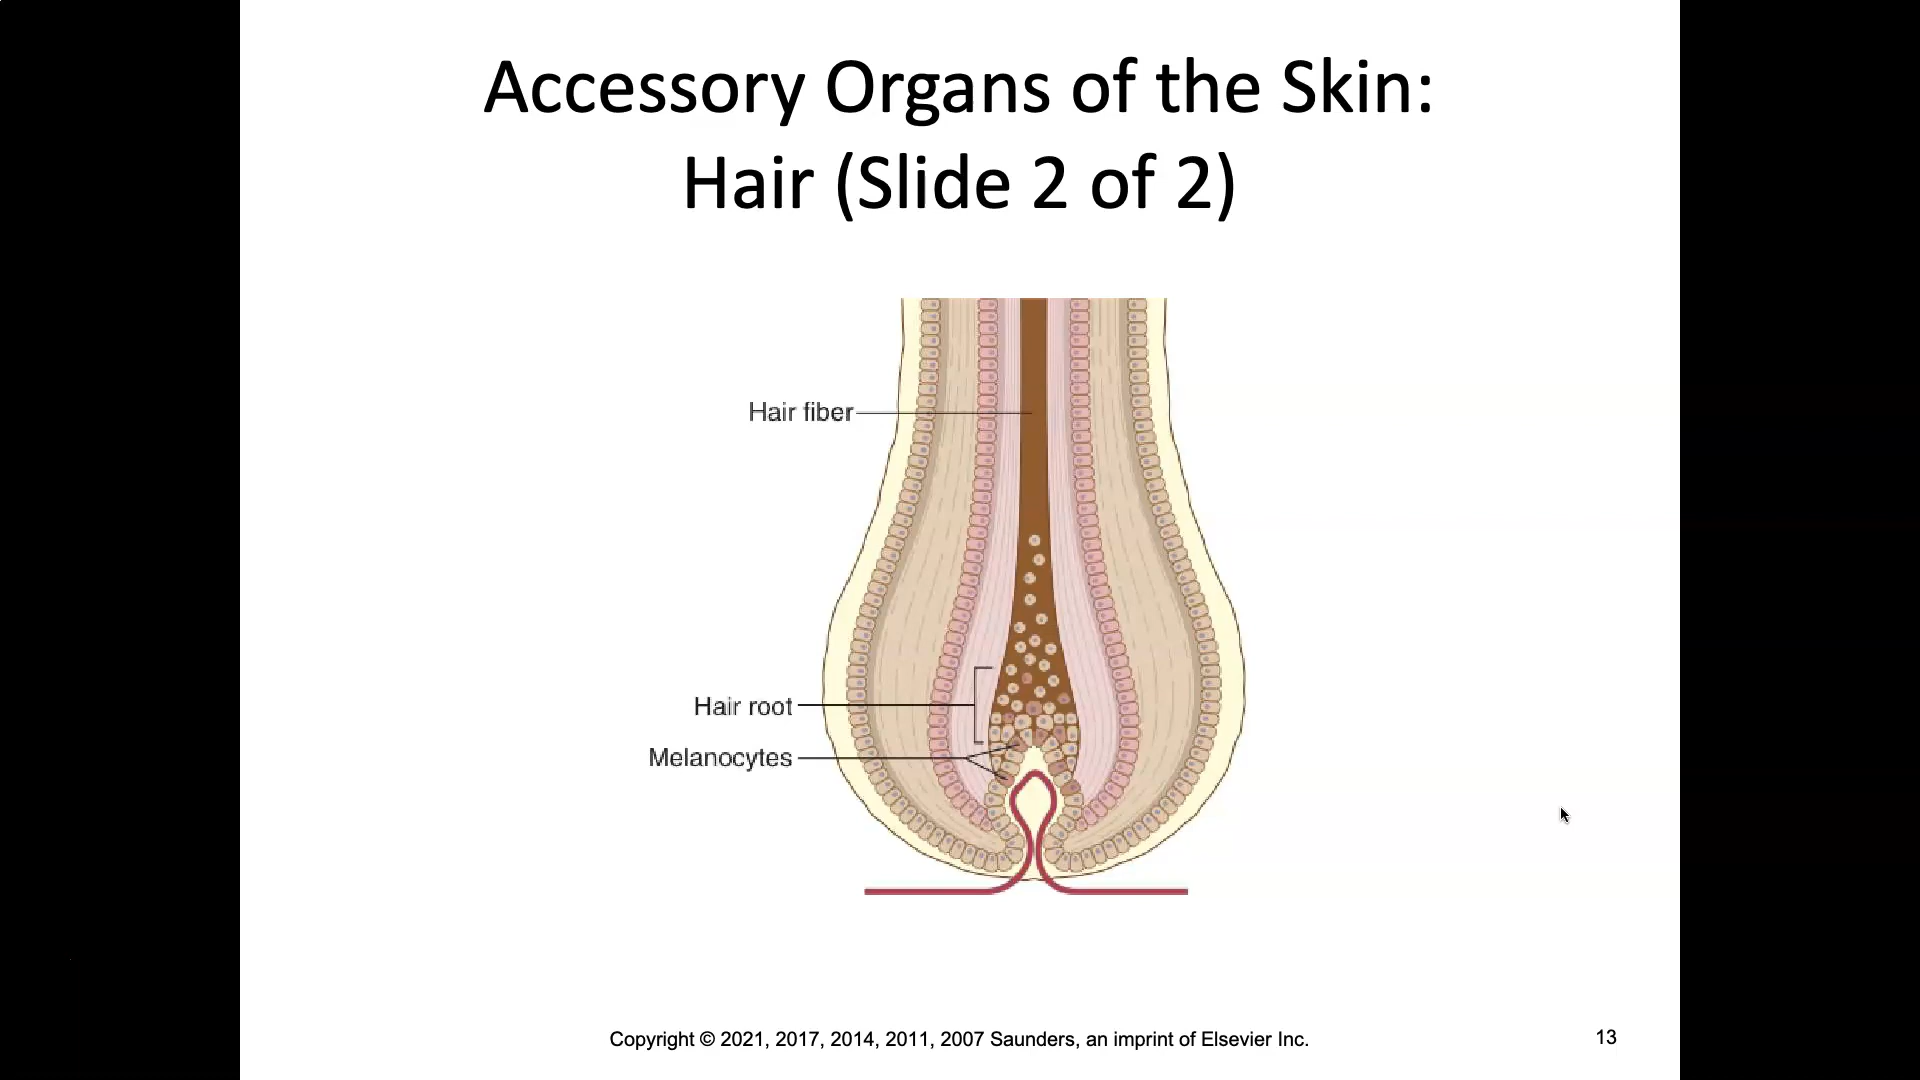 Accessory Organs of the Skin:
Hair (Slide 2 of 2)
Hair fiber
Hair root
Melanocytes
Copyright © 2021, 2017, 2014, 2011, 2007 Saunders, an imprint of Elsevier Inc.
13